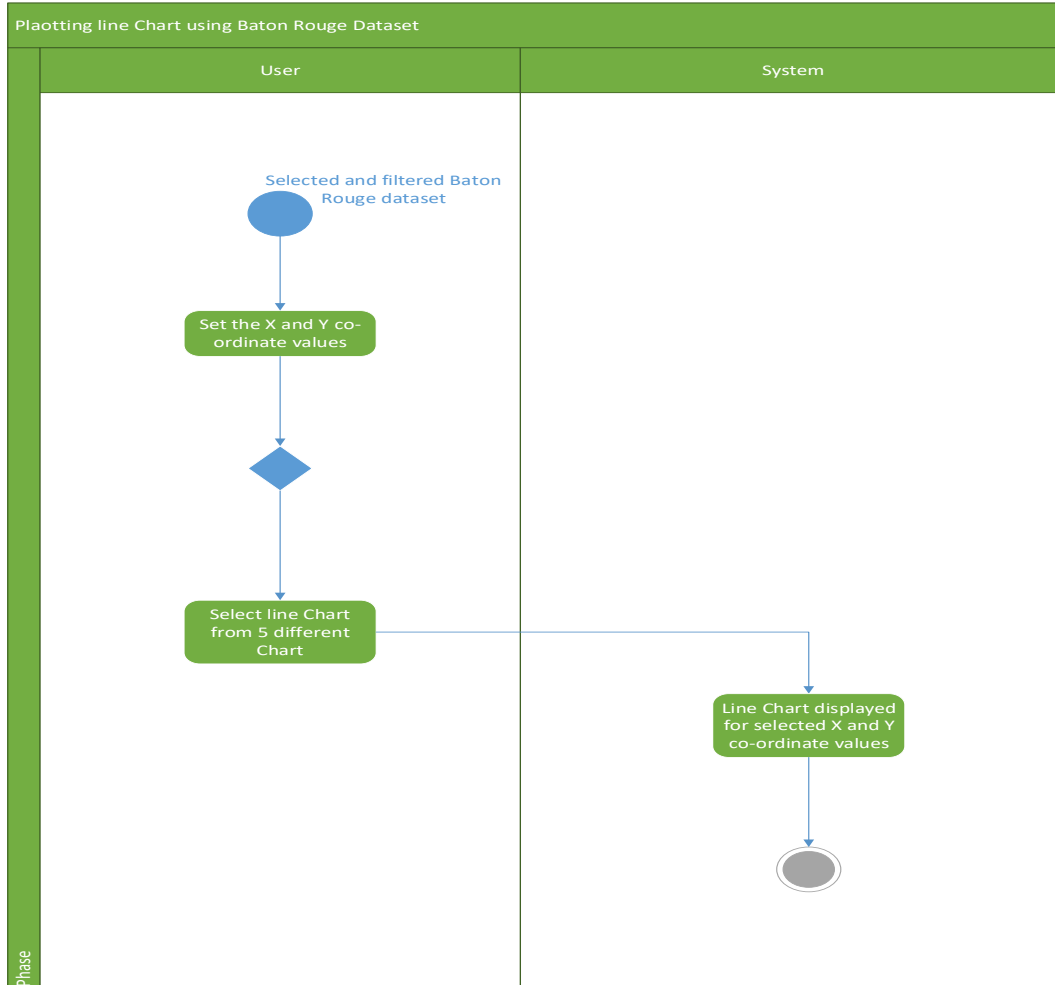 Plaotting line Chart using Baton Rouge Dataset
User
System
Selected and filtered Baton
Rouge dataset
Set the X and Y co-
ordinate values
Select line Chart
from 5 different
Chart
Line Chart displayed
for selected X and Y
co-ordinate values
Phase